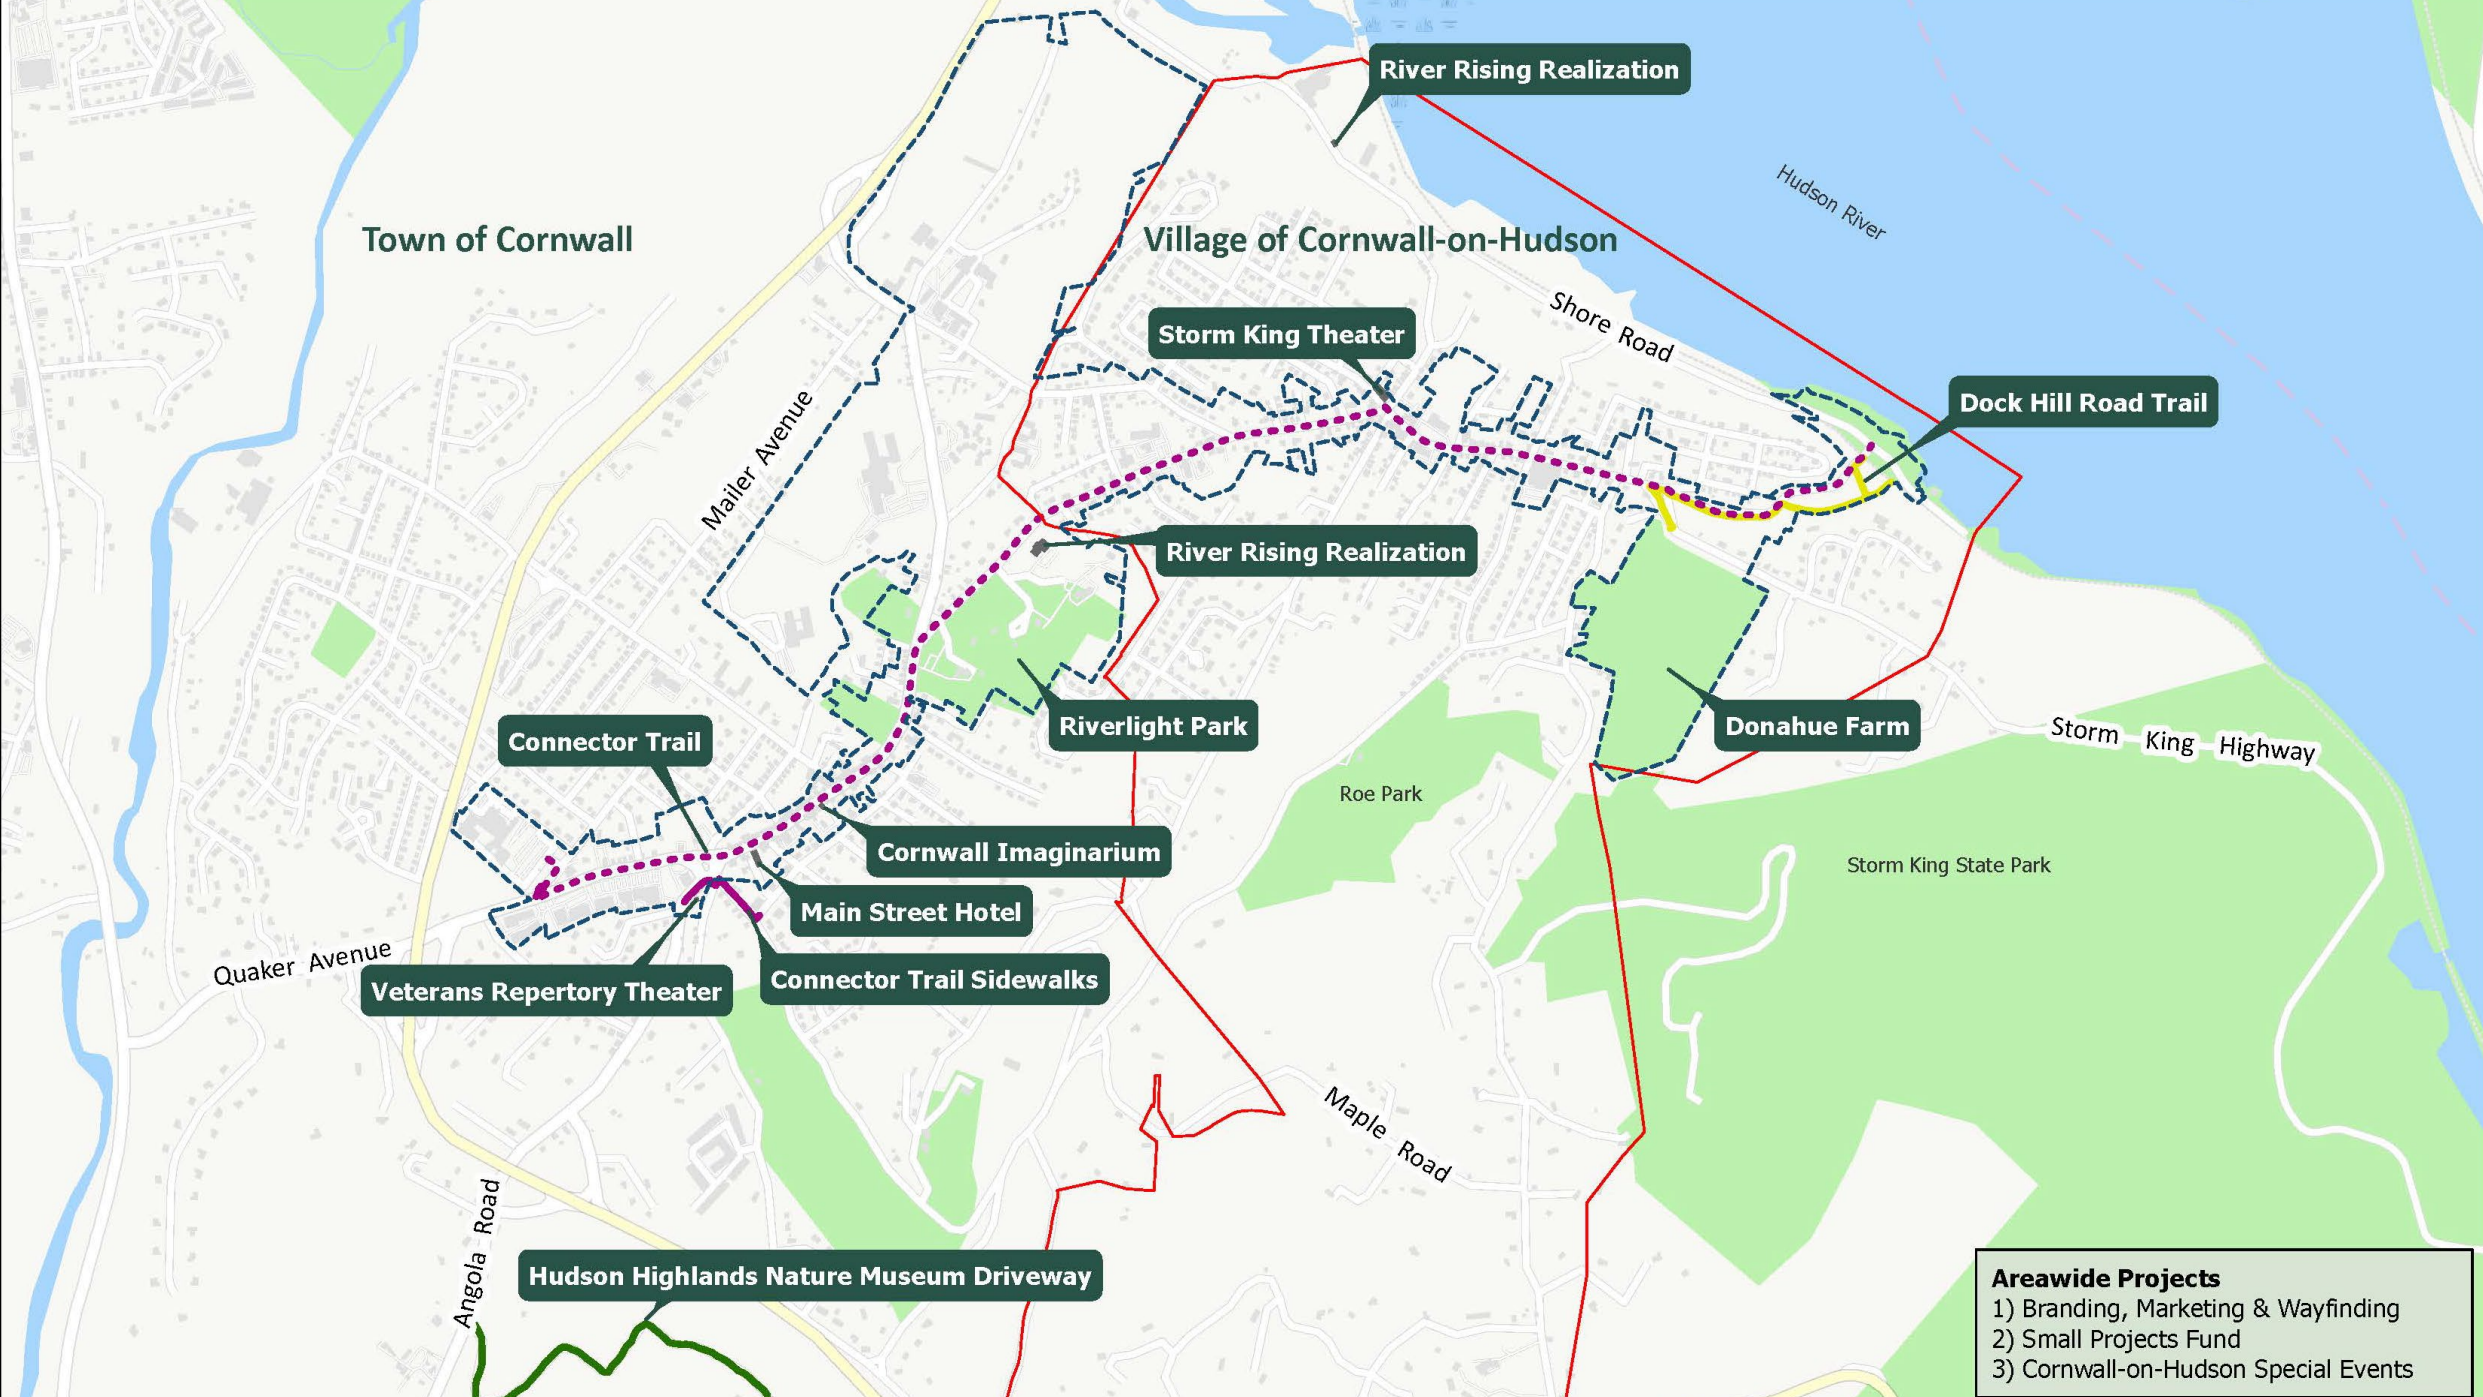 River Rising Realization
Hudson River
Town of Cornwall
Village of Cornwall-on-Hudson
Shore Road
Storm King Theater
Dock Hill Road Trail
Mailer Avenue
River Rising Realization
Connector Trail
Riverlight Park
Donahue Farm
Storm King Highway
Roe Park
Cornwall Imaginarium
Storm King State Park
Main Street Hotel
Quaker Avenue
Veterans Repertory Theater
Connector Trail Sidewalks
Maple Road
Angola Road
Hudson Highlands Nature Museum Driveway
Areawide Projects
1) Branding, Marketing & Wayfinding
2) Small Projects Fund
3) Cornwall-on-Hudson Special Events